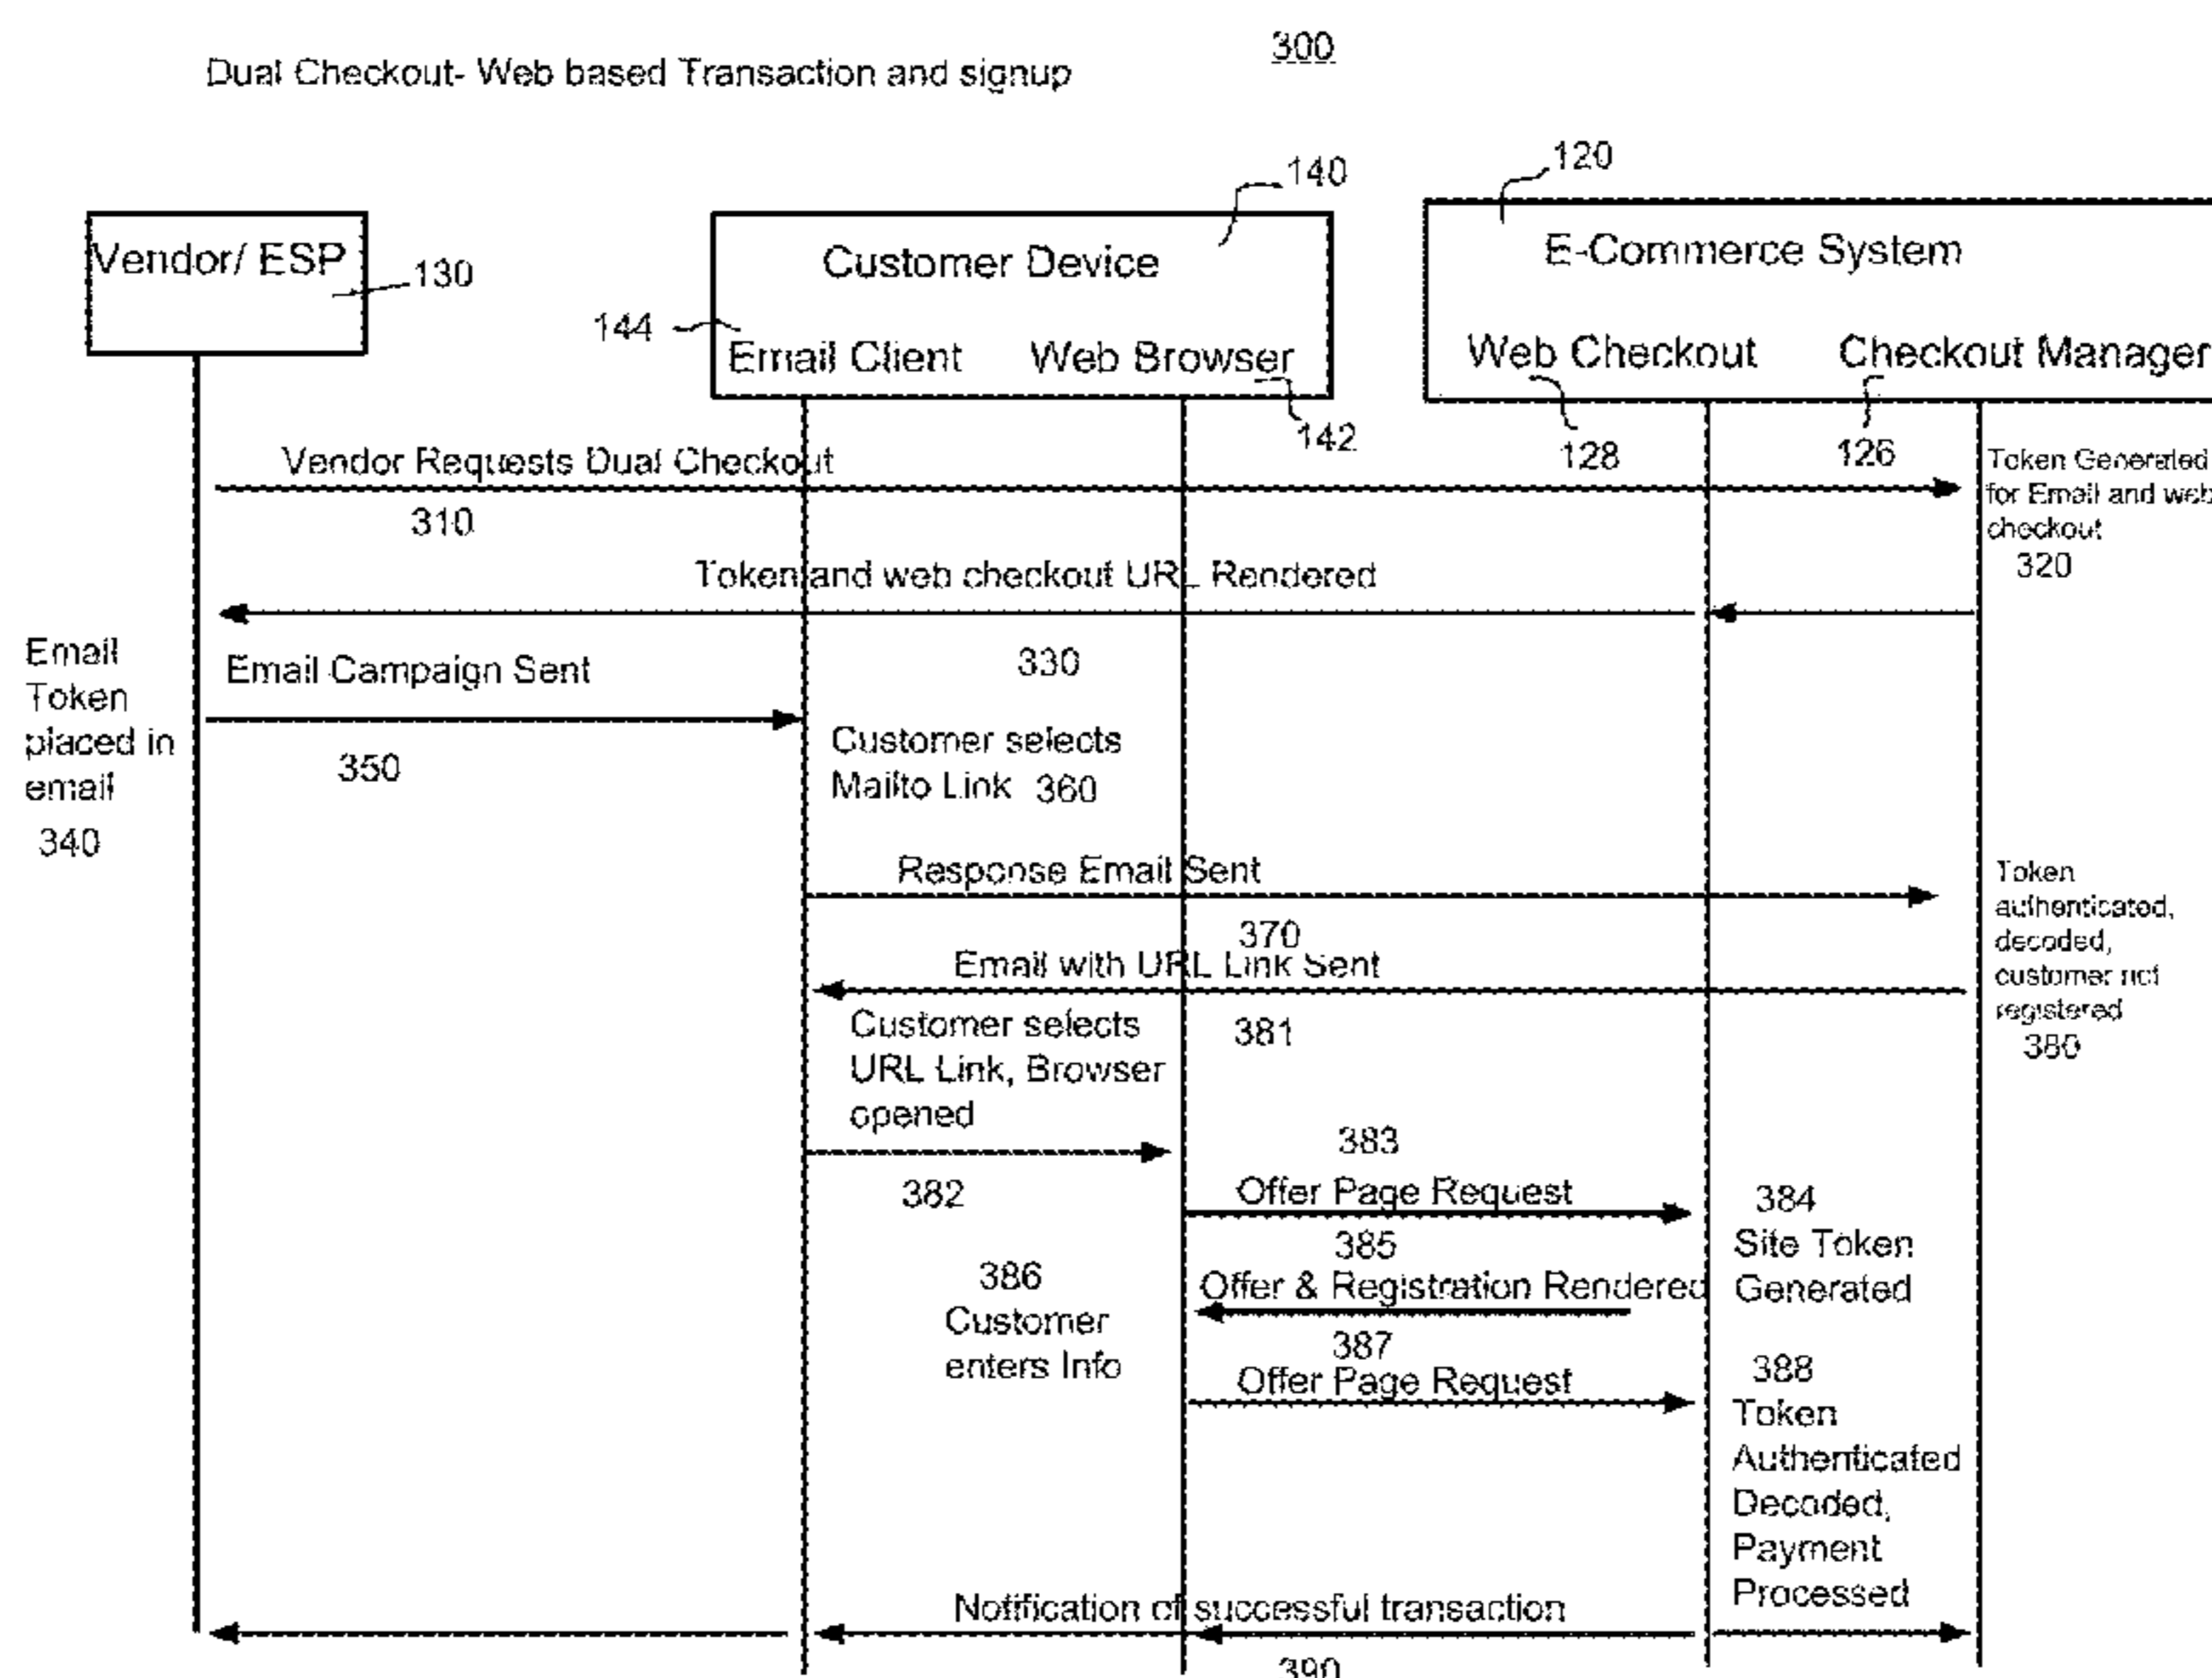 300
Dual Checkout- Web based Transaction and signup
120
140
Vendor/ ESP
130
Customer Device
E-Commerce System
144
Email Client
Web Browser
Web Checkout
Checkout Manager
142
128
126
Vendor Requests Dual Checkout
310
Token Generated
for Email and web
checkout
320
Token and web checkout URL Rendered
330
Email
Token
placed in
email
340
Email Campaign Sent
350
Customer selects
Mailto Link 360
Response Email Sent
370
Token
authenticated,
decoded,
customer not
registered
380
Email with URL Link Sent
381
Customer selects
URL Link, Browser
opened
382
383
Offer Page Request
384
Site Token
Generated
385
Offer & Registration Rendered
386
Customer
enters Info
387
Offer Page Request
388
Token
Authenticated
Decoded,
Payment
Processed
Notification of successful transaction
390